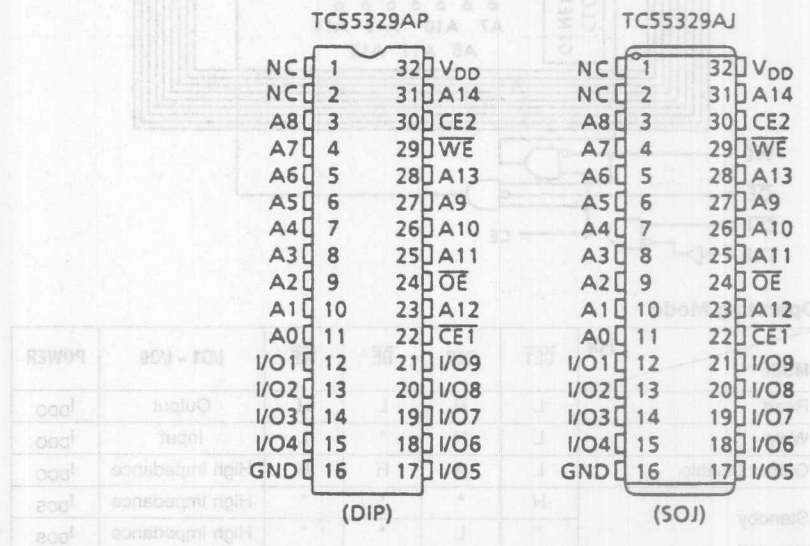 TC55329AP TC55329AJ
NC 1 32 VDD NC 1 32 VDD
NC 2 31 A14 NC 2 31 A14
A8 3 30 CE2 A8 3 30 CE2
A7 4 29 W̅E̅ A7 4 29 W̅E̅
A6 5 28 A13 A6 5 28 A13
A5 6 27 A9 A5 6 27 A9
A4 7 26 A10 A4 7 26 A10
A3 8 25 A11 A3 8 25 A11
A2 9 24 O̅E̅ A2 9 24 O̅E̅
A1 10 23 A12 A1 10 23 A12
A0 11 22 C̅E̅1̅ A0 11 22 C̅E̅1̅
I/O1 12 21 I/O9 I/O1 12 21 I/O9
I/O2 13 20 I/O8 I/O2 13 20 I/O8
I/O3 14 19 I/O7 I/O3 14 19 I/O7
I/O4 15 18 I/O6 I/O4 15 18 I/O6
GND 16 17 I/O5 GND 16 17 I/O5
(DIP) (SOJ)